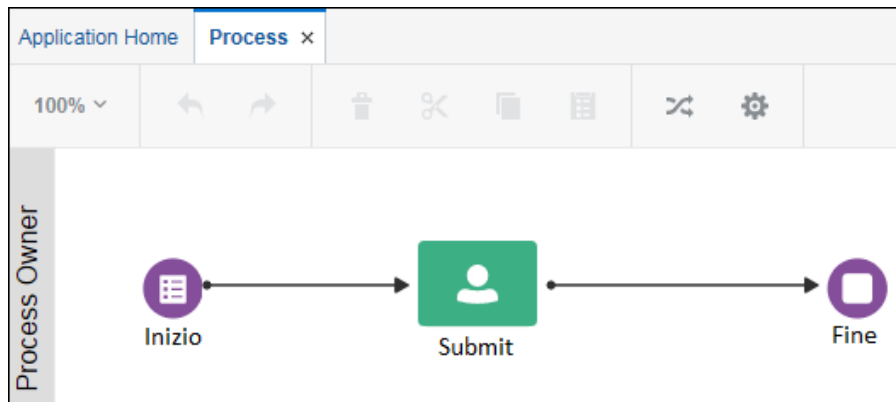 Application Home
Process ×
100%
Process Owner
Inizio
Submit
Fine